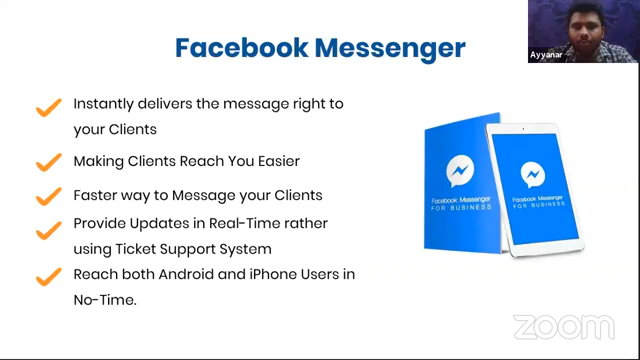 Facebook Messenger
Ayyanar
Instantly delivers the message right to
your Clients
Making Clients Reach You Easier
Faster way to Message your Clients
Provide Updates in Real-Time rather
using Ticket Support System
Reach both Android and iPhone Users in
No-Time.
Facebook Messenger
FOR BUSINESS
Facebook Messenger
FOR BUSINESS
zoom